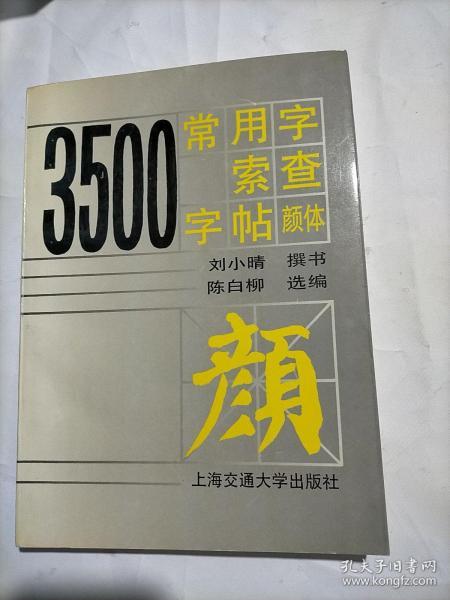 3500
常用字
索查
字帖 颜体
刘小晴 撰书
陈白柳 选编
顔
上海交通大学出版社
孔夫子旧书网
www.kongfz.com